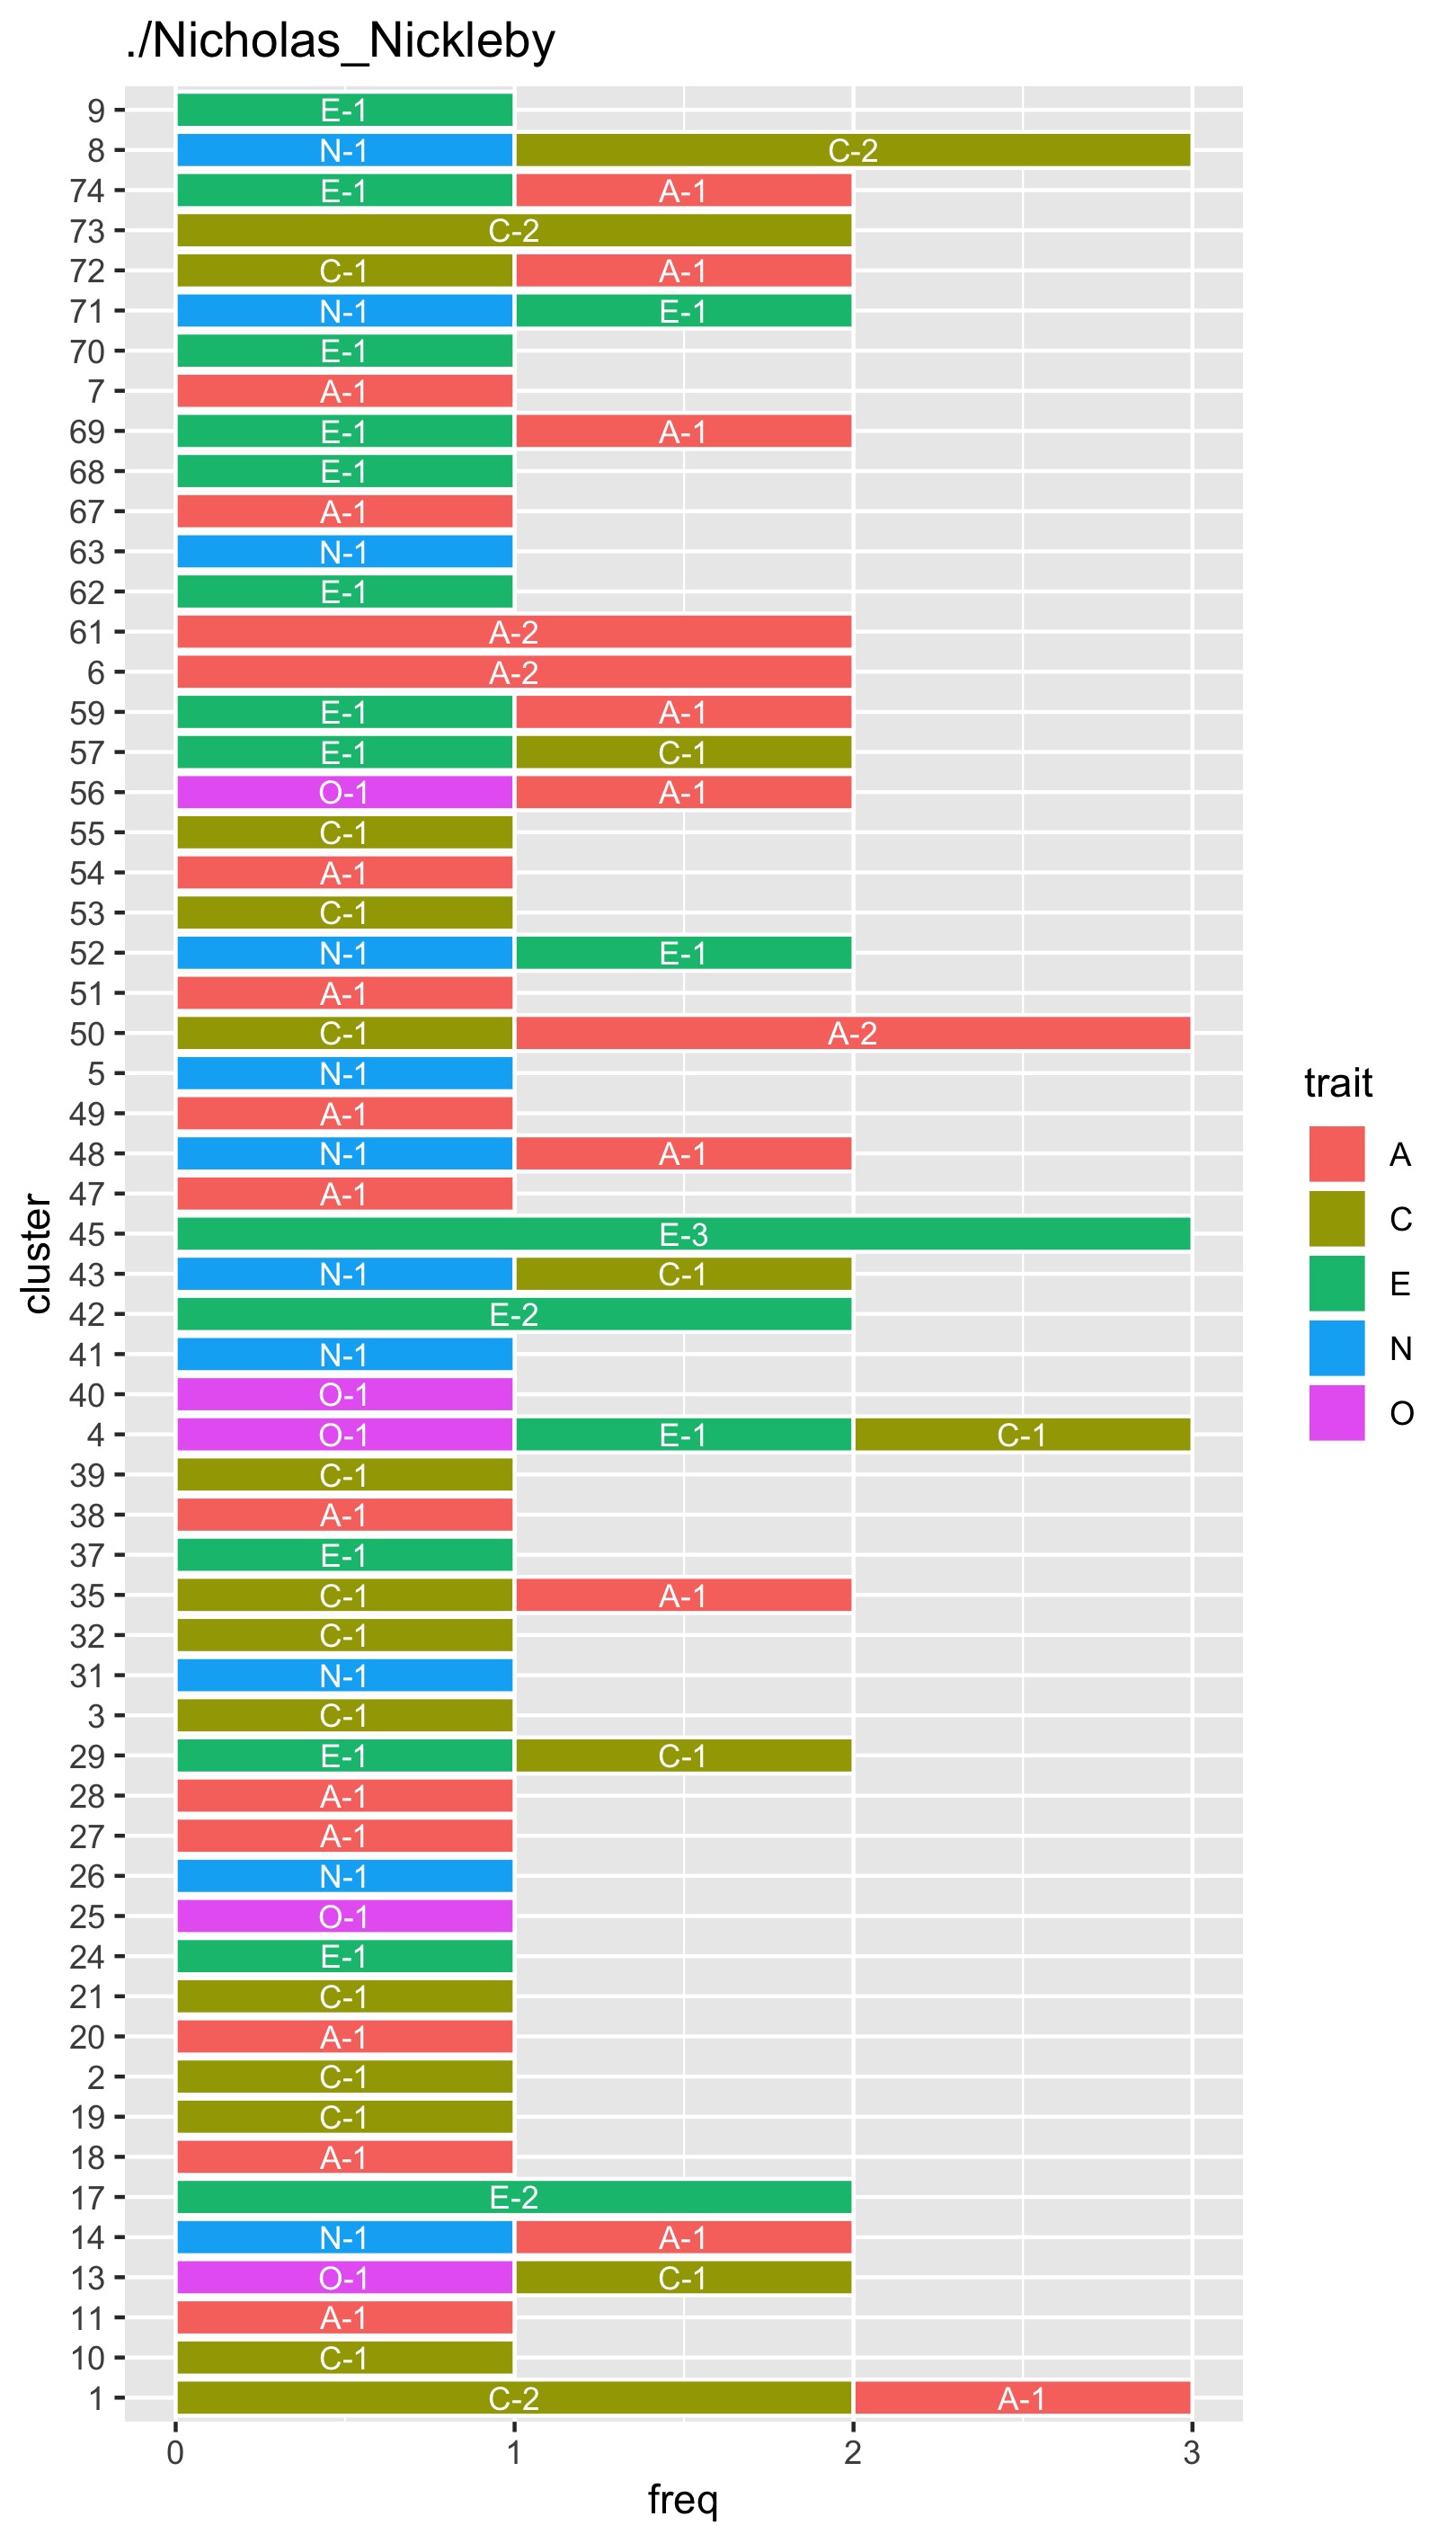 ./Nicholas_Nickleby
9 E-1
8 N-1 C-2
74 E-1 A-1
73 C-2
72 C-1 A-1
71 N-1 E-1
70 E-1
7 A-1
69 E-1 A-1
68 E-1
67 A-1
63 N-1
62 E-1
61 A-2
6 A-2
59 E-1 A-1
57 E-1 C-1
56 O-1 A-1
55 C-1
54 A-1
53 C-1
52 N-1 E-1
51 A-1
50 C-1 A-2
5 N-1
49 A-1
48 N-1 A-1
47 A-1
45 E-3
43 N-1 C-1
42 E-2
41 N-1
40 O-1
4 O-1 E-1 C-1
39 C-1
38 A-1
37 E-1
35 C-1 A-1
32 C-1
31 N-1
3 C-1
29 E-1 C-1
28 A-1
27 A-1
26 N-1
25 O-1
24 E-1
21 C-1
20 A-1
2 C-1
19 C-1
18 A-1
17 E-2
14 N-1 A-1
13 O-1 C-1
11 A-1
10 C-1
1 C-2 A-1
0 1 2 3
freq
cluster
trait
A
C
E
N
O